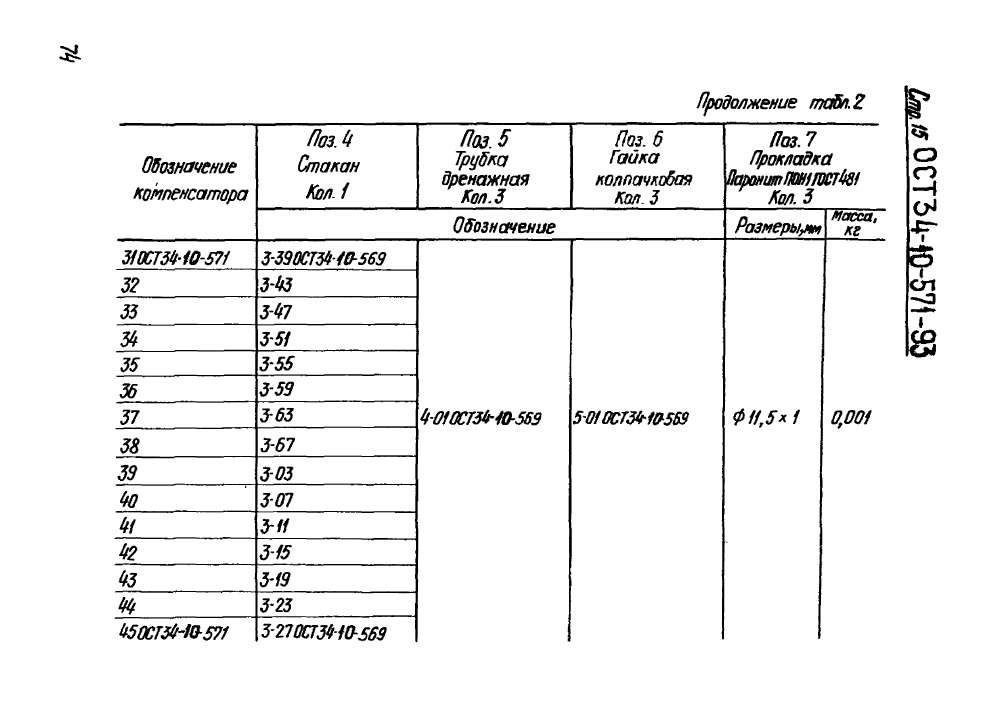 74
Стр. 15 ОСТ 34-10-571-93
Продолжение табл. 2
Обозначение
компенсатора
Поз. 4
Стакан
Кол. 1
Поз. 5
Трубка
дренажная
Кол. 3
Поз. 6
Гайка
колпачковая
Кол. 3
Поз. 7
Прокладка
Паронит ПОН1 ГОСТ 481
Кол. 3
Обозначение
Размеры, мм
Масса,
кг
31 ОСТ34-10-571 3-39 ОСТ34-10-569
32 3-43
33 3-47
34 3-51
35 3-55
36 3-59
37 3-63 4-01 ОСТ34-10-569 5-01 ОСТ34-10-569 Ф 11,5 × 1 0,001
38 3-67
39 3-03
40 3-07
41 3-11
42 3-15
43 3-19
44 3-23
45 ОСТ34-10-571 3-27 ОСТ34-10-569